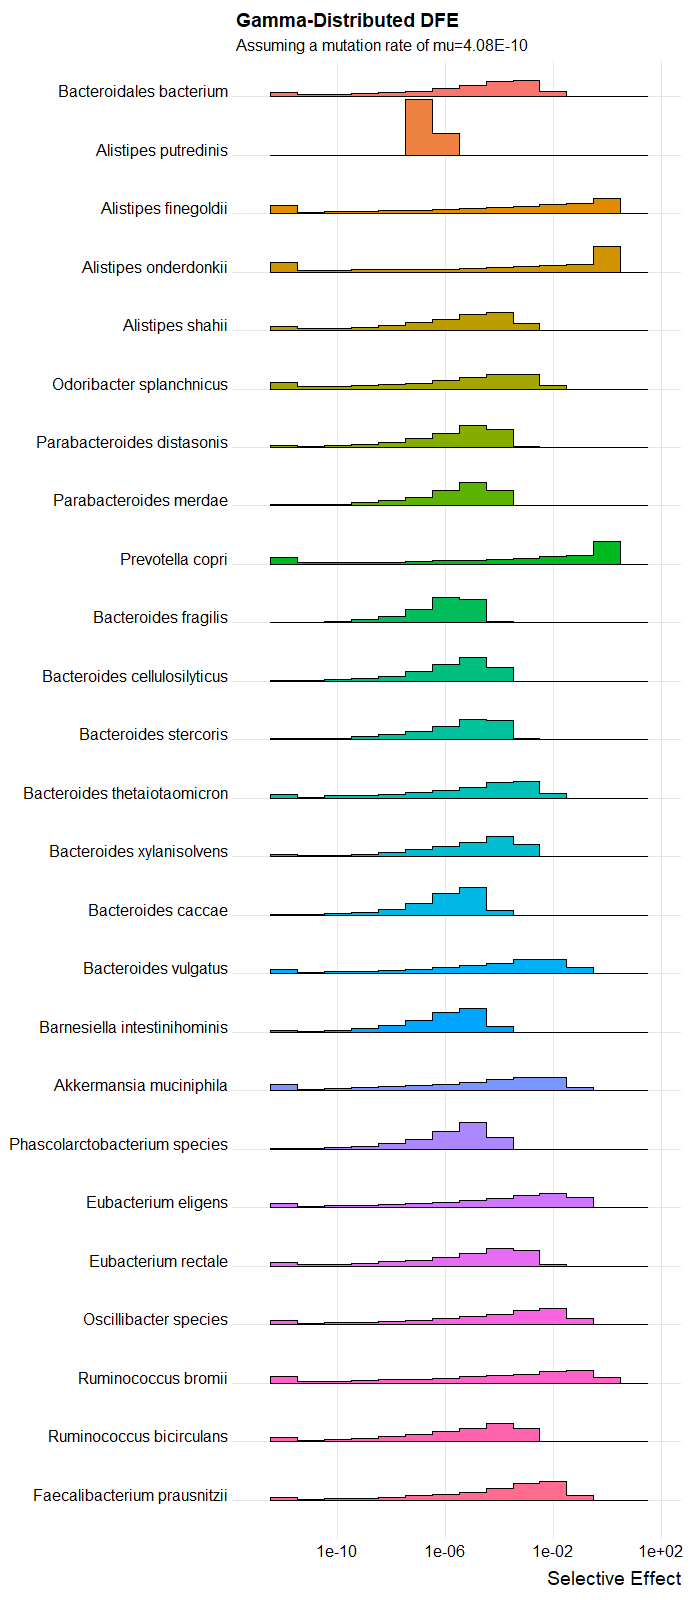 Gamma-Distributed DFE
Assuming a mutation rate of mu=4.08E-10
Bacteroidales bacterium
Alistipes putredinis
Alistipes finegoldii
Alistipes onderdonkii
Alistipes shahii
Odoribacter splanchnicus
Parabacteroides distasonis
Parabacteroides merdae
Prevotella copri
Bacteroides fragilis
Bacteroides cellulosilyticus
Bacteroides stercoris
Bacteroides thetaiotaomicron
Bacteroides xylanisolvens
Bacteroides caccae
Bacteroides vulgatus
Barnesiella intestinihominis
Akkermansia muciniphila
Phascolarctobacterium species
Eubacterium eligens
Eubacterium rectale
Oscillibacter species
Ruminococcus bromii
Ruminococcus bicirculans
Faecalibacterium prausnitzii
1e-10 1e-06 1e-02 1e+02
Selective Effect